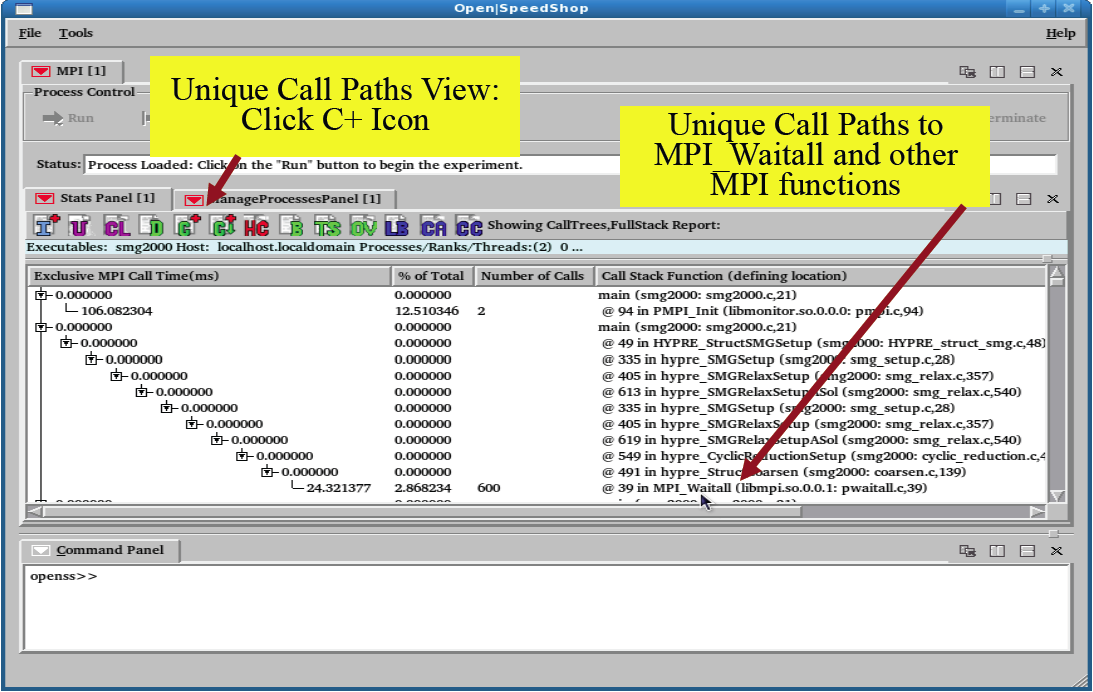 Open|SpeedShop
File Tools Help
MPI [1]
Process Control
Run
erminate
Unique Call Paths View:
Click C+ Icon
Unique Call Paths to
MPI_Waitall and other
MPI functions
Status: Process Loaded: Click on the "Run" button to begin the experiment.
Stats Panel [1] anageProcessesPanel [1]
I+ U CL D C+ C↓ HC B TS OV LB CA CC Showing CallTrees,FullStack Report:
Executables: smg2000 Host: localhost.localdomain Processes/Ranks/Threads:(2) 0 ...
Exclusive MPI Call Time(ms) % of Total Number of Calls Call Stack Function (defining location)
0.000000 0.000000 main (smg2000: smg2000.c,21)
106.082304 12.510346 2 @ 94 in PMPI_Init (libmonitor.so.0.0.0: pmpi.c,94)
0.000000 0.000000 main (smg2000: smg2000.c,21)
0.000000 0.000000 @ 49 in HYPRE_StructSMGSetup (smg2000: HYPRE_struct_smg.c,48)
0.000000 0.000000 @ 335 in hypre_SMGSetup (smg2000: smg_setup.c,28)
0.000000 0.000000 @ 405 in hypre_SMGRelaxSetup (smg2000: smg_relax.c,357)
0.000000 0.000000 @ 613 in hypre_SMGRelaxSetupASol (smg2000: smg_relax.c,540)
0.000000 0.000000 @ 335 in hypre_SMGSetup (smg2000: smg_setup.c,28)
0.000000 0.000000 @ 405 in hypre_SMGRelaxSetup (smg2000: smg_relax.c,357)
0.000000 0.000000 @ 619 in hypre_SMGRelaxSetupASol (smg2000: smg_relax.c,540)
0.000000 0.000000 @ 549 in hypre_CyclicReductionSetup (smg2000: cyclic_reduction.c,4
0.000000 0.000000 @ 491 in hypre_StructCoarsen (smg2000: coarsen.c,139)
24.321377 2.868234 600 @ 39 in MPI_Waitall (libmpi.so.0.0.1: pwaitall.c,39)
Command Panel
openss>>